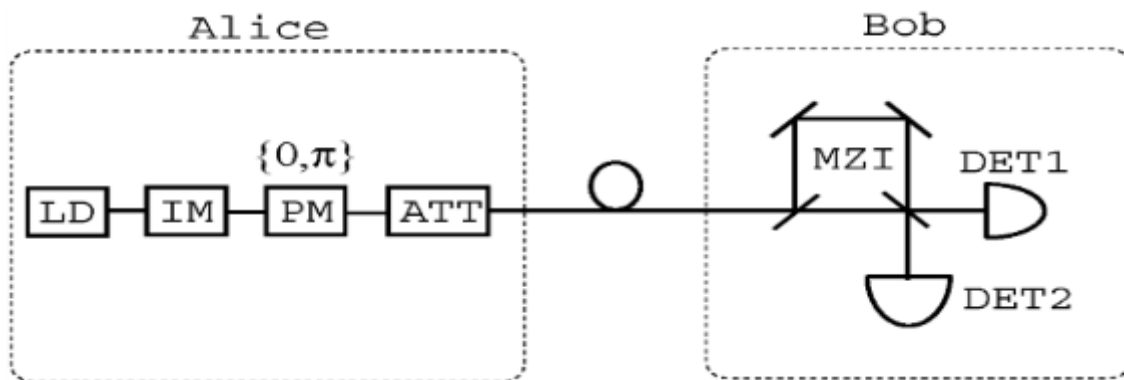 Alice
Bob
{0,π}
LD
IM
PM
ATT
MZI
DET1
DET2